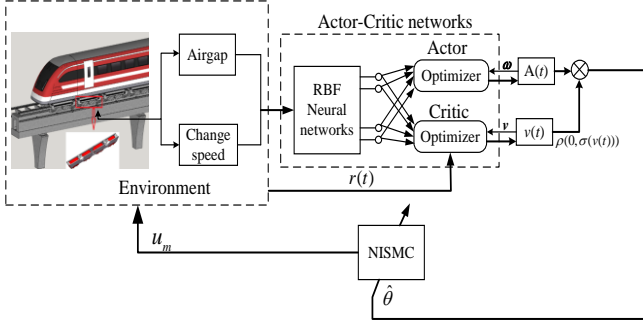 Actor-Critic networks
Airgap
Change
speed
Environment
RBF
Neural
networks
Actor
Optimizer
ω
A(t)
Critic
Optimizer
v
v(t)
ρ(0,σ(v(t)))
r(t)
u_m
NISMC
θ̂